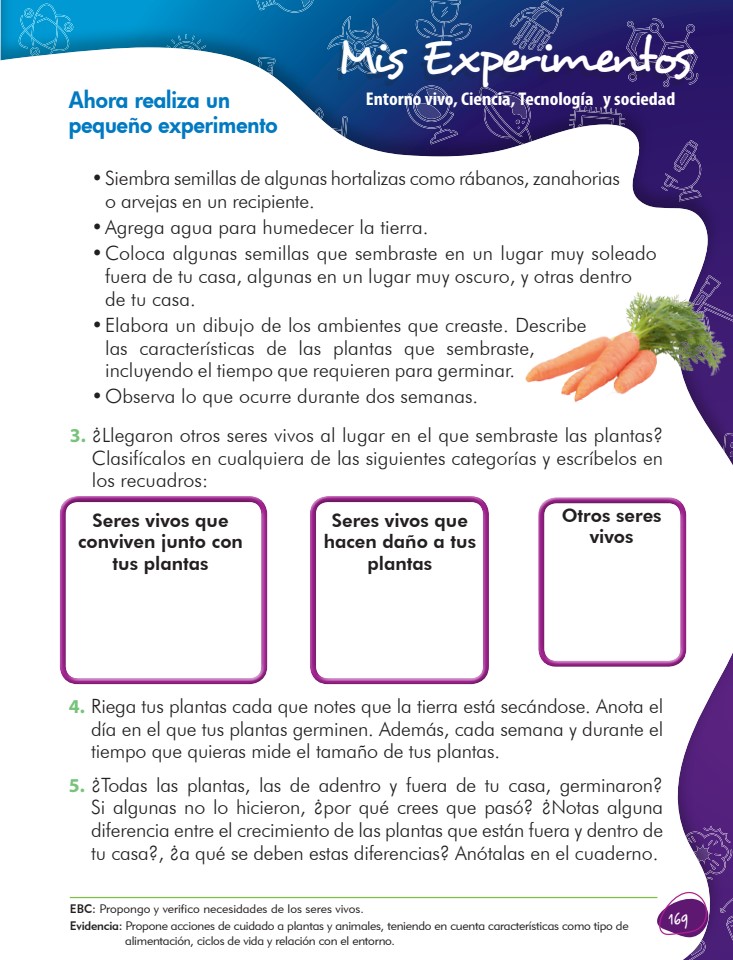 Mis Experimentos
Entorno vivo, Ciencia, Tecnología y sociedad
Ahora realiza un
pequeño experimento
• Siembra semillas de algunas hortalizas como rábanos, zanahorias
o arvejas en un recipiente.
• Agrega agua para humedecer la tierra.
• Coloca algunas semillas que sembraste en un lugar muy soleado
fuera de tu casa, algunas en un lugar muy oscuro, y otras dentro
de tu casa.
• Elabora un dibujo de los ambientes que creaste. Describe
las características de las plantas que sembraste,
incluyendo el tiempo que requieren para germinar.
• Observa lo que ocurre durante dos semanas.
3. ¿Llegaron otros seres vivos al lugar en el que sembraste las plantas?
Clasifícalos en cualquiera de las siguientes categorías y escríbelos en
los recuadros:
Seres vivos que
conviven junto con
tus plantas
Seres vivos que
hacen daño a tus
plantas
Otros seres
vivos
4. Riega tus plantas cada que notes que la tierra está secándose. Anota el
día en el que tus plantas germinen. Además, cada semana y durante el
tiempo que quieras mide el tamaño de tus plantas.
5. ¿Todas las plantas, las de adentro y fuera de tu casa, germinaron?
Si algunas no lo hicieron, ¿por qué crees que pasó? ¿Notas alguna
diferencia entre el crecimiento de las plantas que están fuera y dentro de
tu casa?, ¿a qué se deben estas diferencias? Anótalas en el cuaderno.
EBC: Propongo y verifico necesidades de los seres vivos.
Evidencia: Propone acciones de cuidado a plantas y animales, teniendo en cuenta características como tipo de
alimentación, ciclos de vida y relación con el entorno.
169